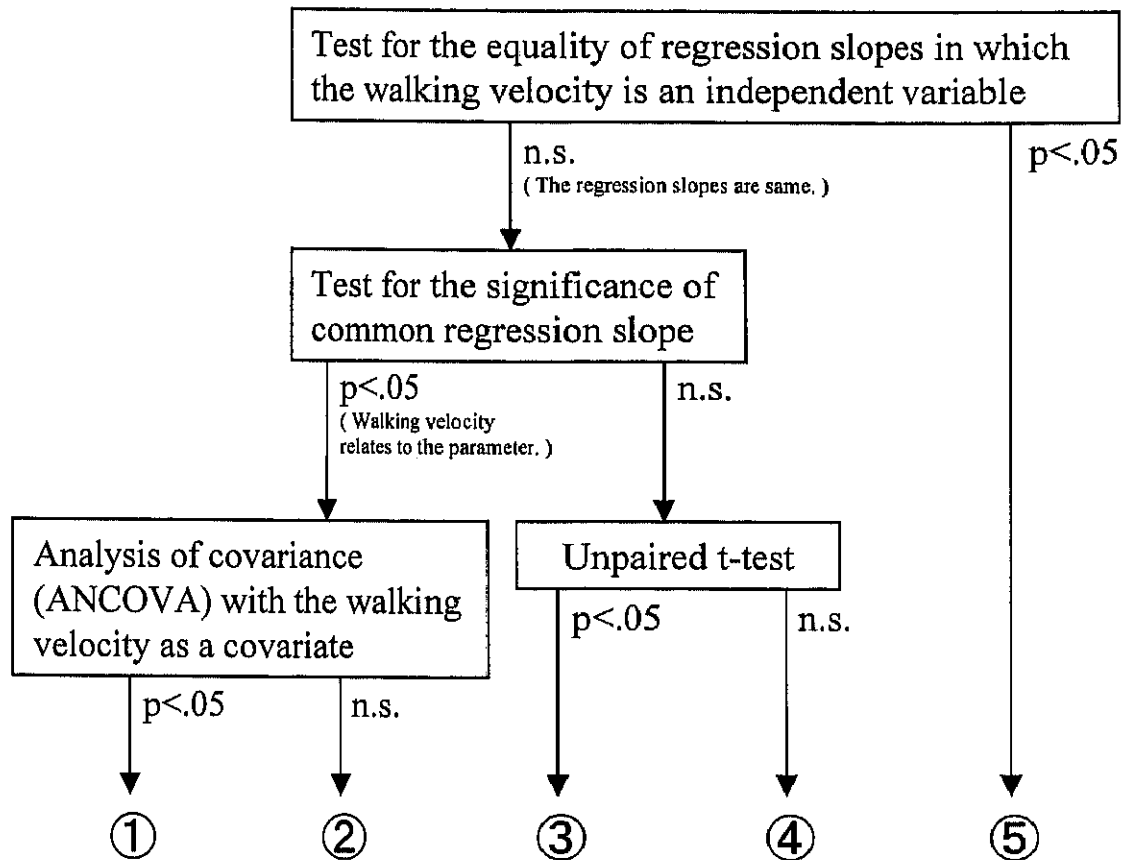 Test for the equality of regression slopes in which
the walking velocity is an independent variable
n.s.
( The regression slopes are same. )
p<.05
Test for the significance of
common regression slope
p<.05
( Walking velocity
relates to the parameter. )
n.s.
Analysis of covariance
(ANCOVA) with the walking
velocity as a covariate
Unpaired t-test
p<.05
n.s.
p<.05
n.s.
① ② ③ ④ ⑤